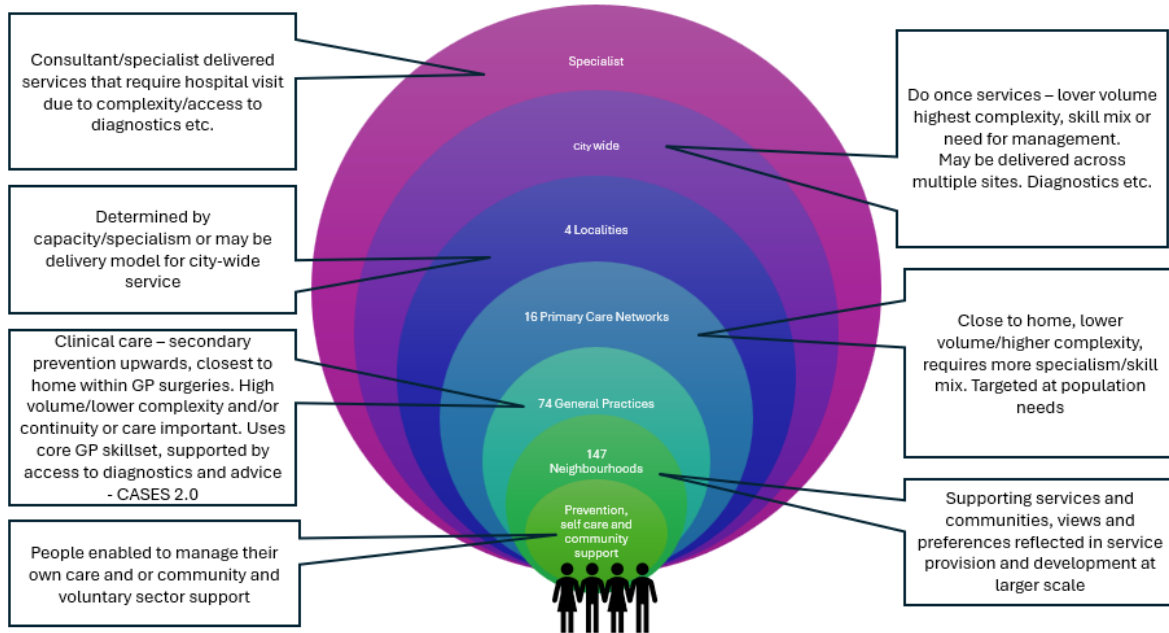 Consultant/specialist delivered
services that require hospital visit
due to complexity/access to
diagnostics etc.
Determined by
capacity/specialism or may be
delivery model for city-wide
service
Clinical care – secondary
prevention upwards, closest to
home within GP surgeries. High
volume/lower complexity and/or
continuity or care important. Uses
core GP skillset, supported by
access to diagnostics and advice
- CASES 2.0
People enabled to manage their
own care and or community and
voluntary sector support
Specialist
City wide
4 Localities
16 Primary Care Networks
74 General Practices
147
Neighbourhoods
Prevention,
self care and
community
support
Do once services – lover volume
highest complexity, skill mix or
need for management.
May be delivered across
multiple sites. Diagnostics etc.
Close to home, lower
volume/higher complexity,
requires more specialism/skill
mix. Targeted at population
needs
Supporting services and
communities, views and
preferences reflected in service
provision and development at
larger scale